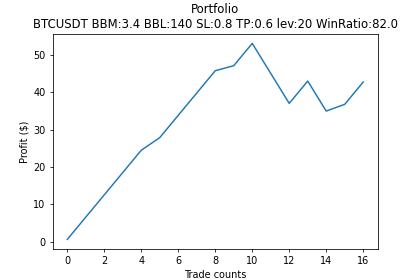 Portfolio
BTCUSDT BBM:3.4 BBL:140 SL:0.8 TP:0.6 lev:20 WinRatio:82.0
50
40
30
20
10
0
Profit ($)
0 2 4 6 8 10 12 14 16
Trade counts